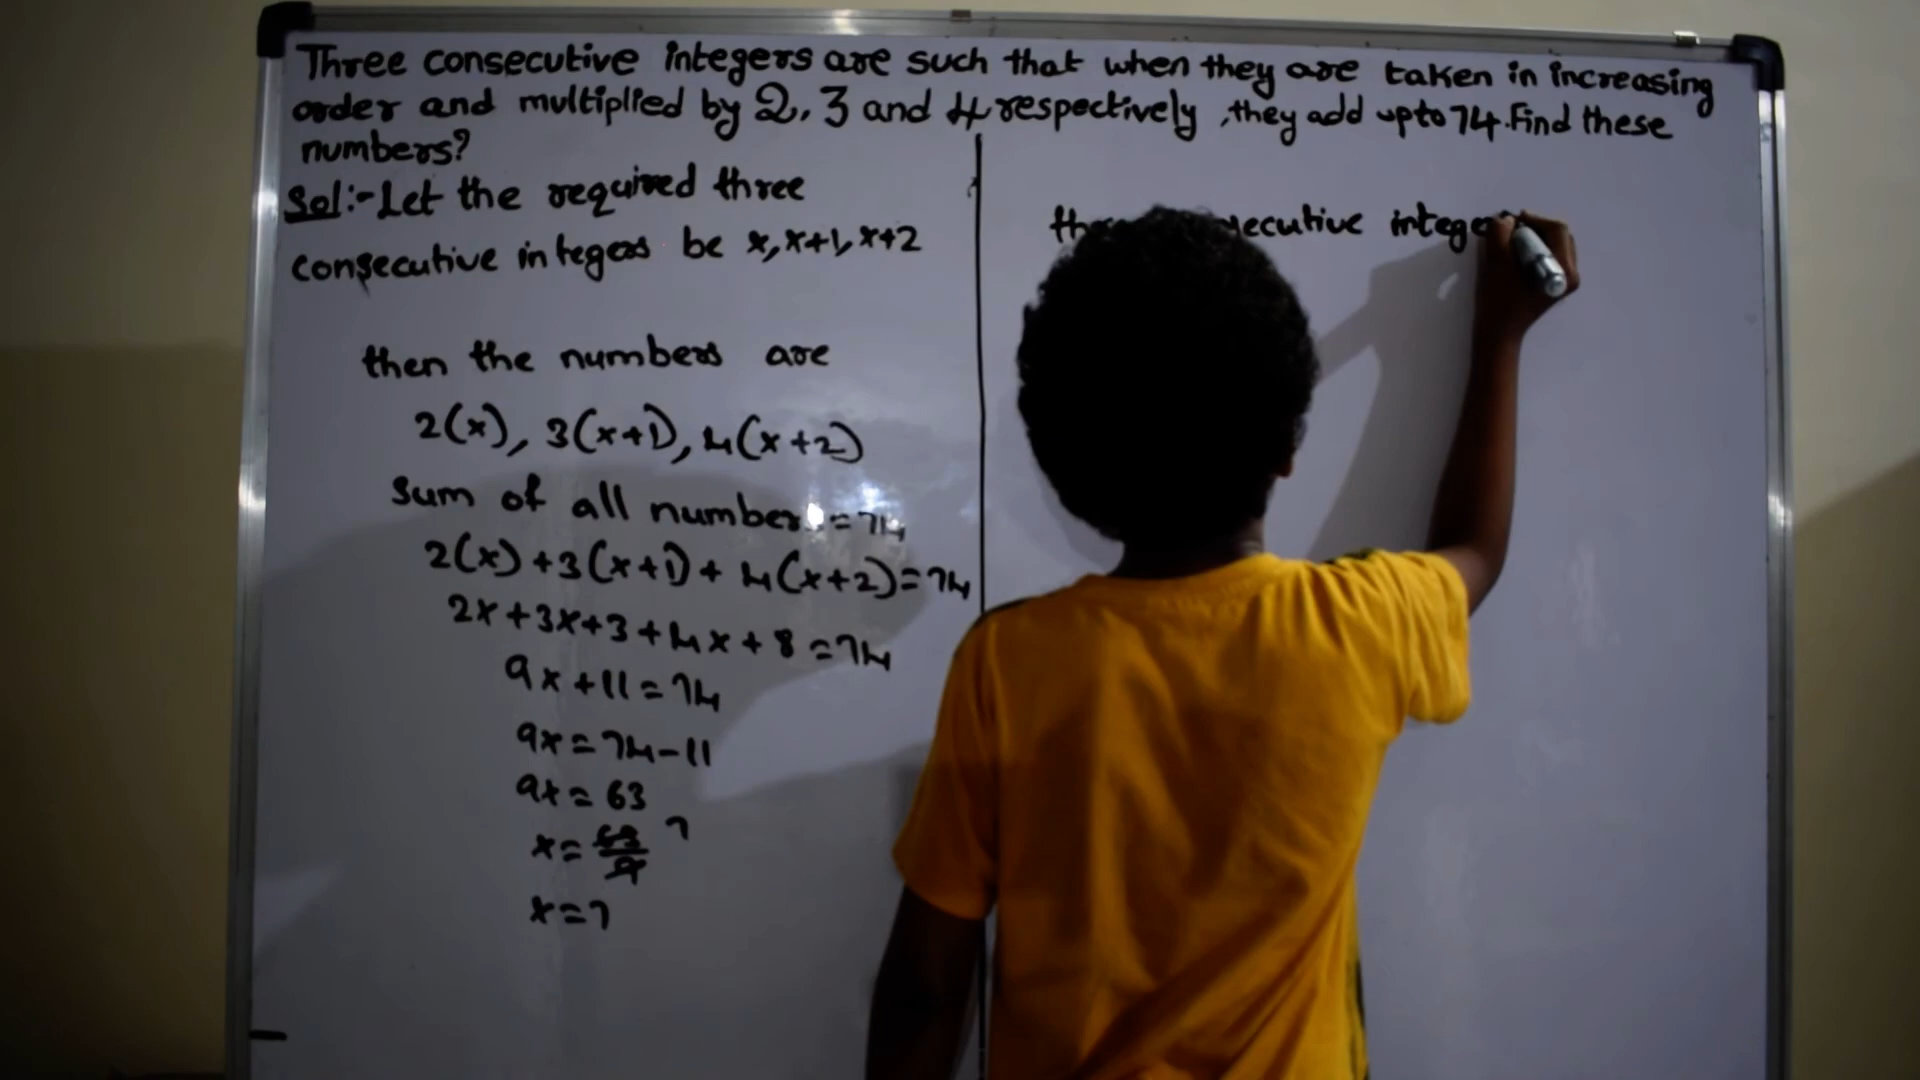 Three consecutive integers are such that when they are taken in increasing
order and multiplied by 2, 3 and 4 respectively, they add upto 74. Find these
numbers?
Sol:- Let the required three
consecutive integers be x, x+1, x+2
then the numbers are
2(x), 3(x+1), 4(x+2)
Sum of all numbers = 74
2(x) + 3(x+1) + 4(x+2) = 74
2x + 3x + 3 + 4x + 8 = 74
9x + 11 = 74
9x = 74 - 11
9x = 63
x = 63/9 7
x = 7
integer